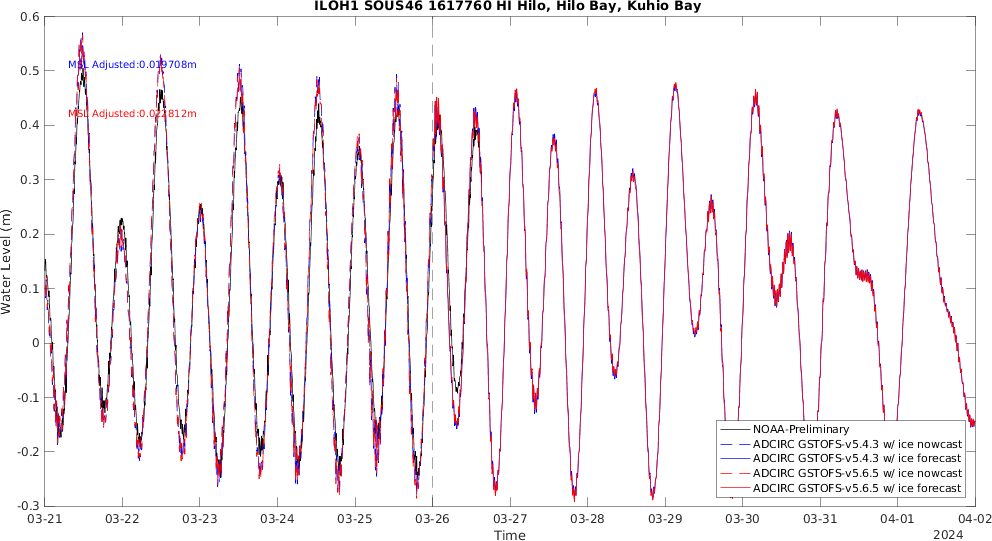 ILOH1 SOUS46 1617760 HI Hilo, Hilo Bay, Kuhio Bay
0.6
0.5
0.4
0.3
0.2
0.1
0
-0.1
-0.2
-0.3
Water Level (m)
MSL Adjusted:0.019708m
MSL Adjusted:0.022812m
NOAA-Preliminary
ADCIRC GSTOFS-v5.4.3 w/ ice nowcast
ADCIRC GSTOFS-v5.4.3 w/ ice forecast
ADCIRC GSTOFS-v5.6.5 w/ ice nowcast
ADCIRC GSTOFS-v5.6.5 w/ ice forecast
03-21 03-22 03-23 03-24 03-25 03-26 03-27 03-28 03-29 03-30 03-31 04-01 04-02
Time
2024